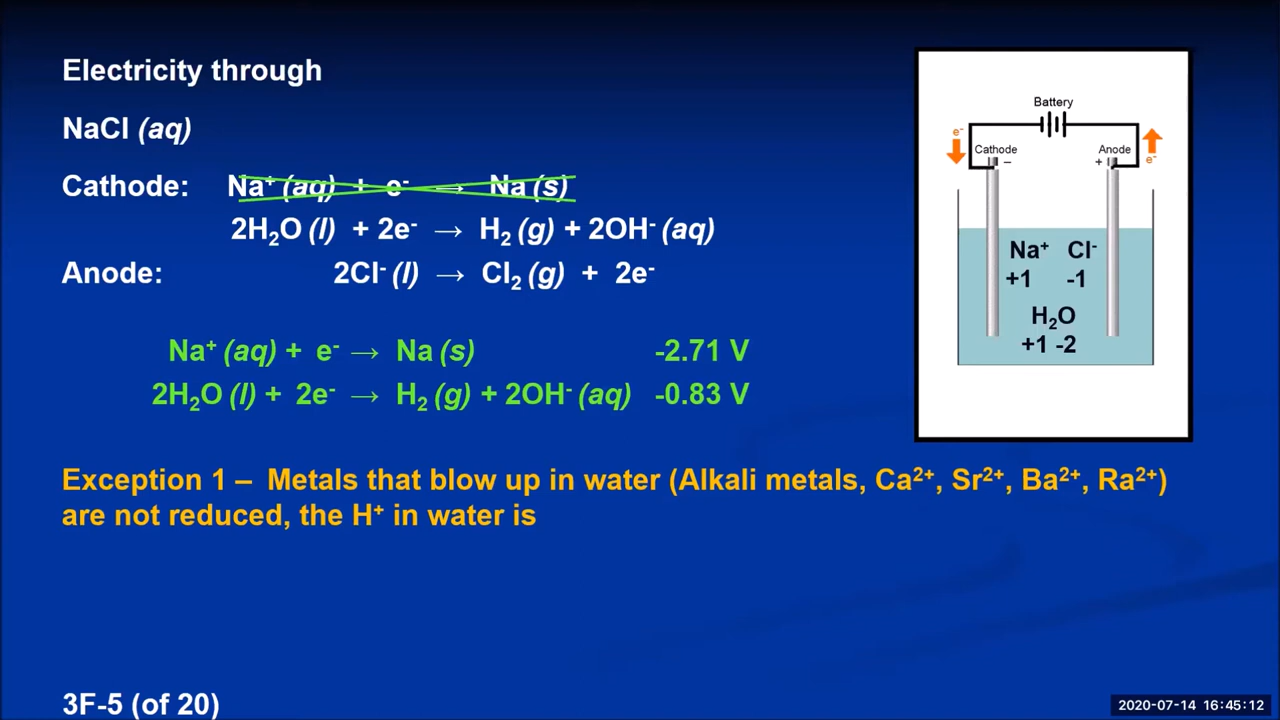 Electricity through
NaCl (aq)
Cathode: Na⁺ (aq) + e⁻ → Na (s)
2H₂O (l) + 2e⁻ → H₂ (g) + 2OH⁻ (aq)
Anode: 2Cl⁻ (l) → Cl₂ (g) + 2e⁻
Na⁺ (aq) + e⁻ → Na (s) -2.71 V
2H₂O (l) + 2e⁻ → H₂ (g) + 2OH⁻ (aq) -0.83 V
Exception 1 – Metals that blow up in water (Alkali metals, Ca²⁺, Sr²⁺, Ba²⁺, Ra²⁺)
are not reduced, the H⁺ in water is
3F-5 (of 20)
Battery
e⁻ Cathode Anode e⁻
– +
Na⁺ Cl⁻
+1 -1
H₂O
+1 -2
2020-07-14 16:45:12